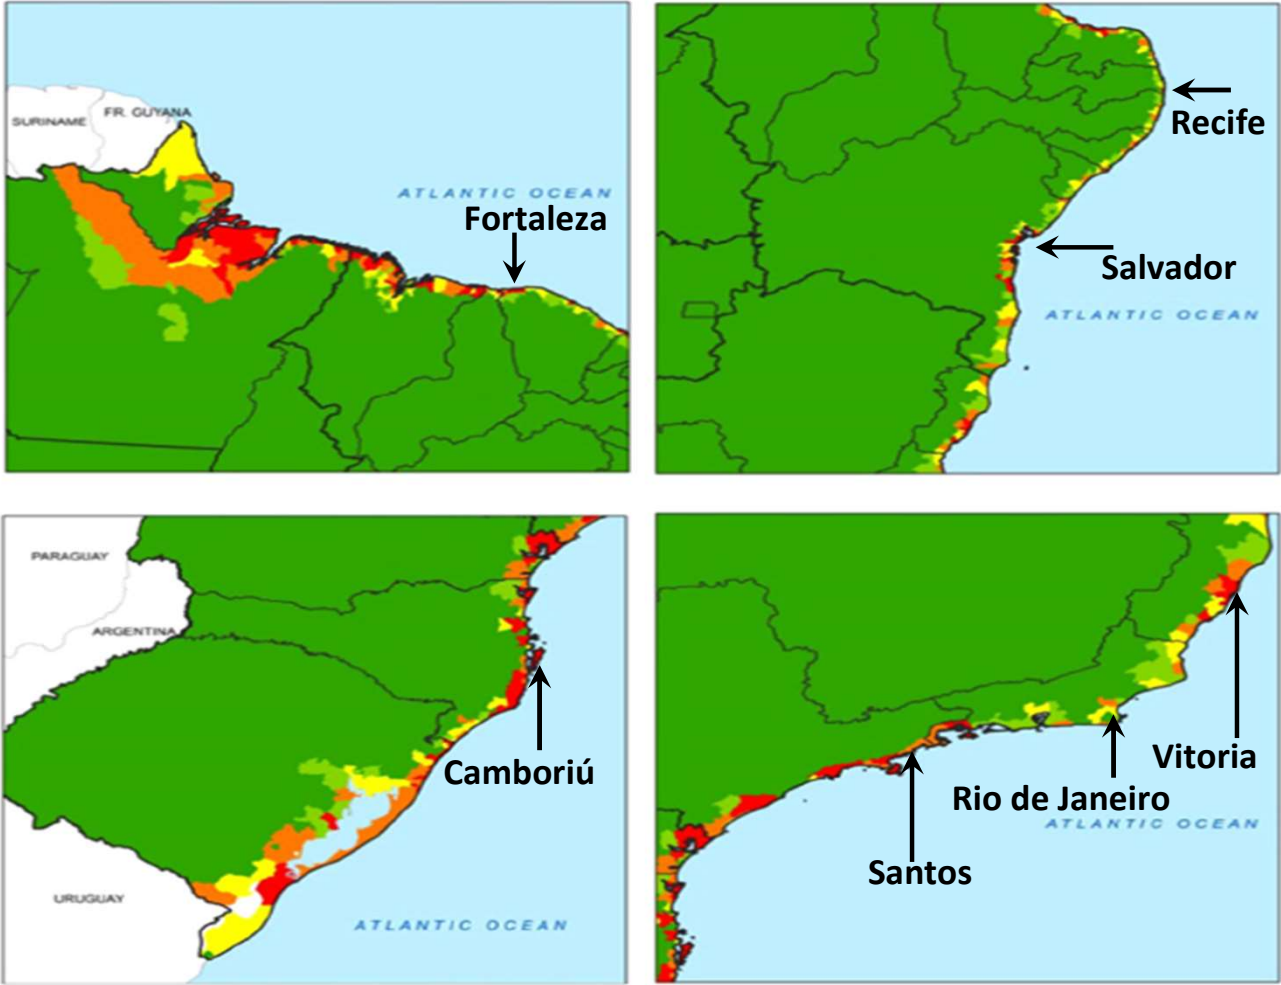 SURINAME
FR. GUYANA
ATLANTIC OCEAN
Fortaleza
Recife
Salvador
ATLANTIC OCEAN
PARAGUAY
ARGENTINA
Camboriú
URUGUAY
ATLANTIC OCEAN
Vitoria
Rio de Janeiro
ATLANTIC OCEAN
Santos